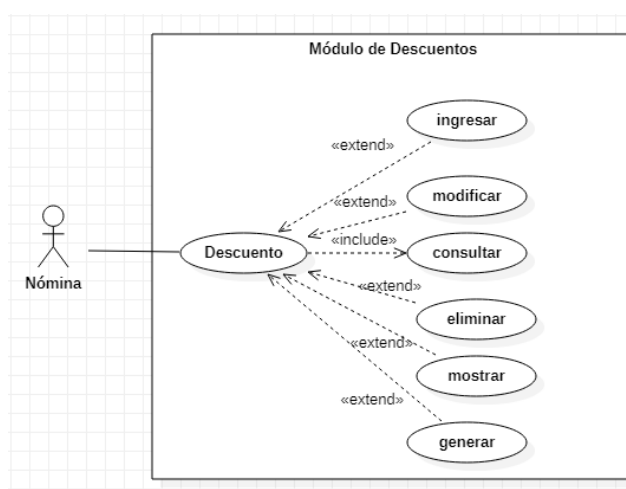 Módulo de Descuentos
ingresar
«extend»
modificar
«extend»
«include»
consultar
Descuento
Nómina
«extend»
eliminar
«extend»
mostrar
«extend»
generar